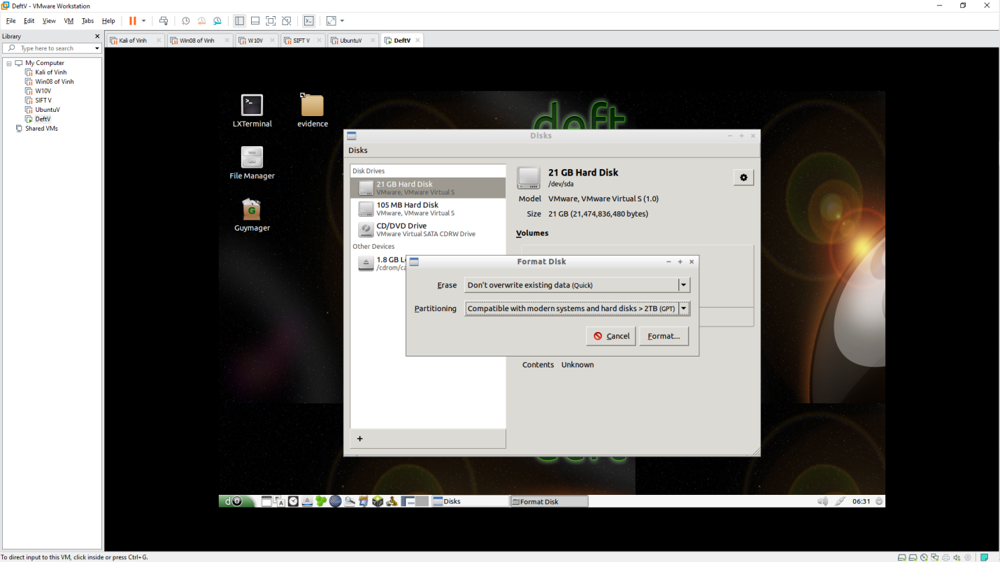 DeftV - VMware Workstation
File Edit View VM Tabs Help
Library
Type here to search
My Computer
Kali of Vinh
Win08 of Vinh
W10V
SIFT V
UbuntuV
DeftV
Shared VMs
Kali of Vinh Win08 of Vinh W10V SIFT V UbuntuV DeftV
LXTerminal
evidence
File Manager
G
Guymager
deft
Disks
Disks
Disk Drives
21 GB Hard Disk
VMware, VMware Virtual S
105 MB Hard Disk
VMware, VMware Virtual S
CD/DVD Drive
VMware Virtual SATA CDRW Drive
Other Devices
1.8 GB L
/cdrom/ca
21 GB Hard Disk
/dev/sda
Model VMware, VMware Virtual S (1.0)
Size 21 GB (21,474,836,480 bytes)
Volumes
Format Disk
Erase Don't overwrite existing data (Quick)
Partitioning Compatible with modern systems and hard disks > 2TB (GPT)
Cancel Format...
Contents Unknown
Disks
Format Disk
06:31
To direct input to this VM, click inside or press Ctrl+G.